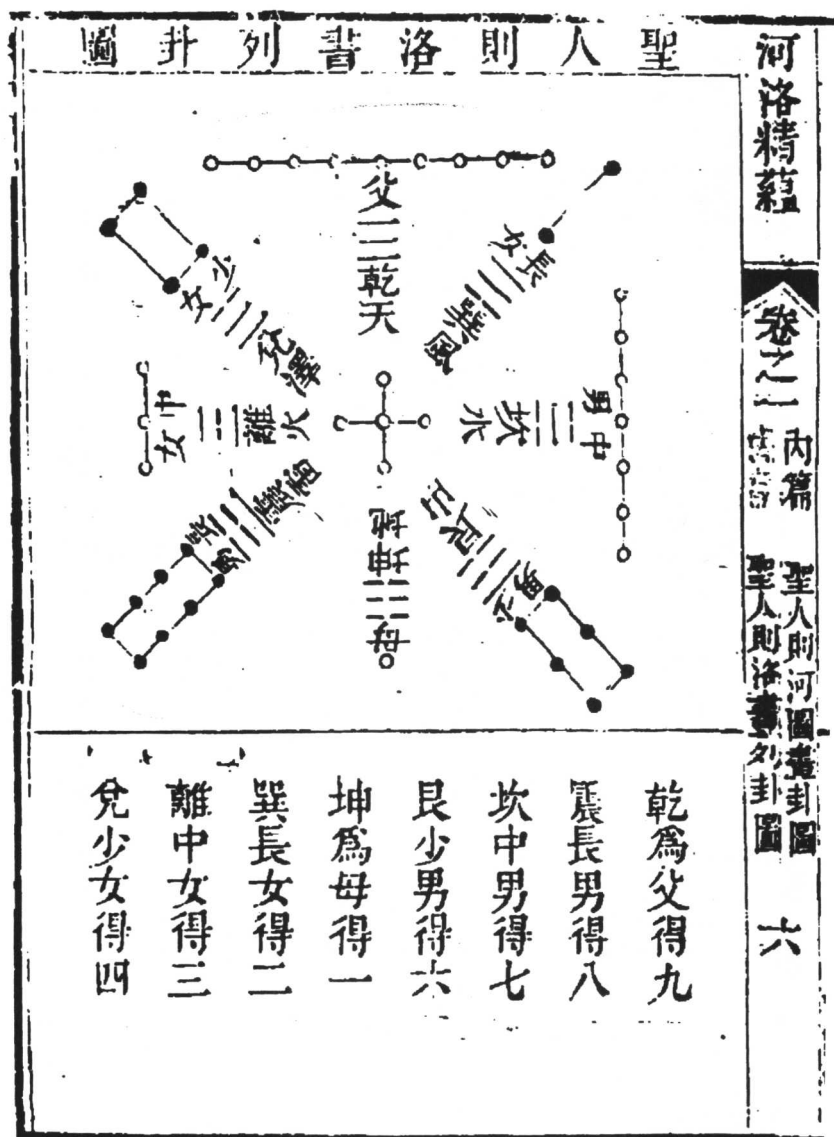 河洛精蘊
卷之一
內篇
聖人則河圖畫卦圖
聖人則洛書列卦圖
六
聖人則洛書列卦圖
父 ☰ 乾天
長女 ☴ 巽風
中男 ☵ 坎水
少男 ☶ 艮山
母 ☷ 坤地
長男 ☳ 震雷
中女 ☲ 離火
少女 ☱ 兌澤
乾爲父得九
震長男得八
坎中男得七
艮少男得六
坤爲母得一
巽長女得二
離中女得三
兌少女得四